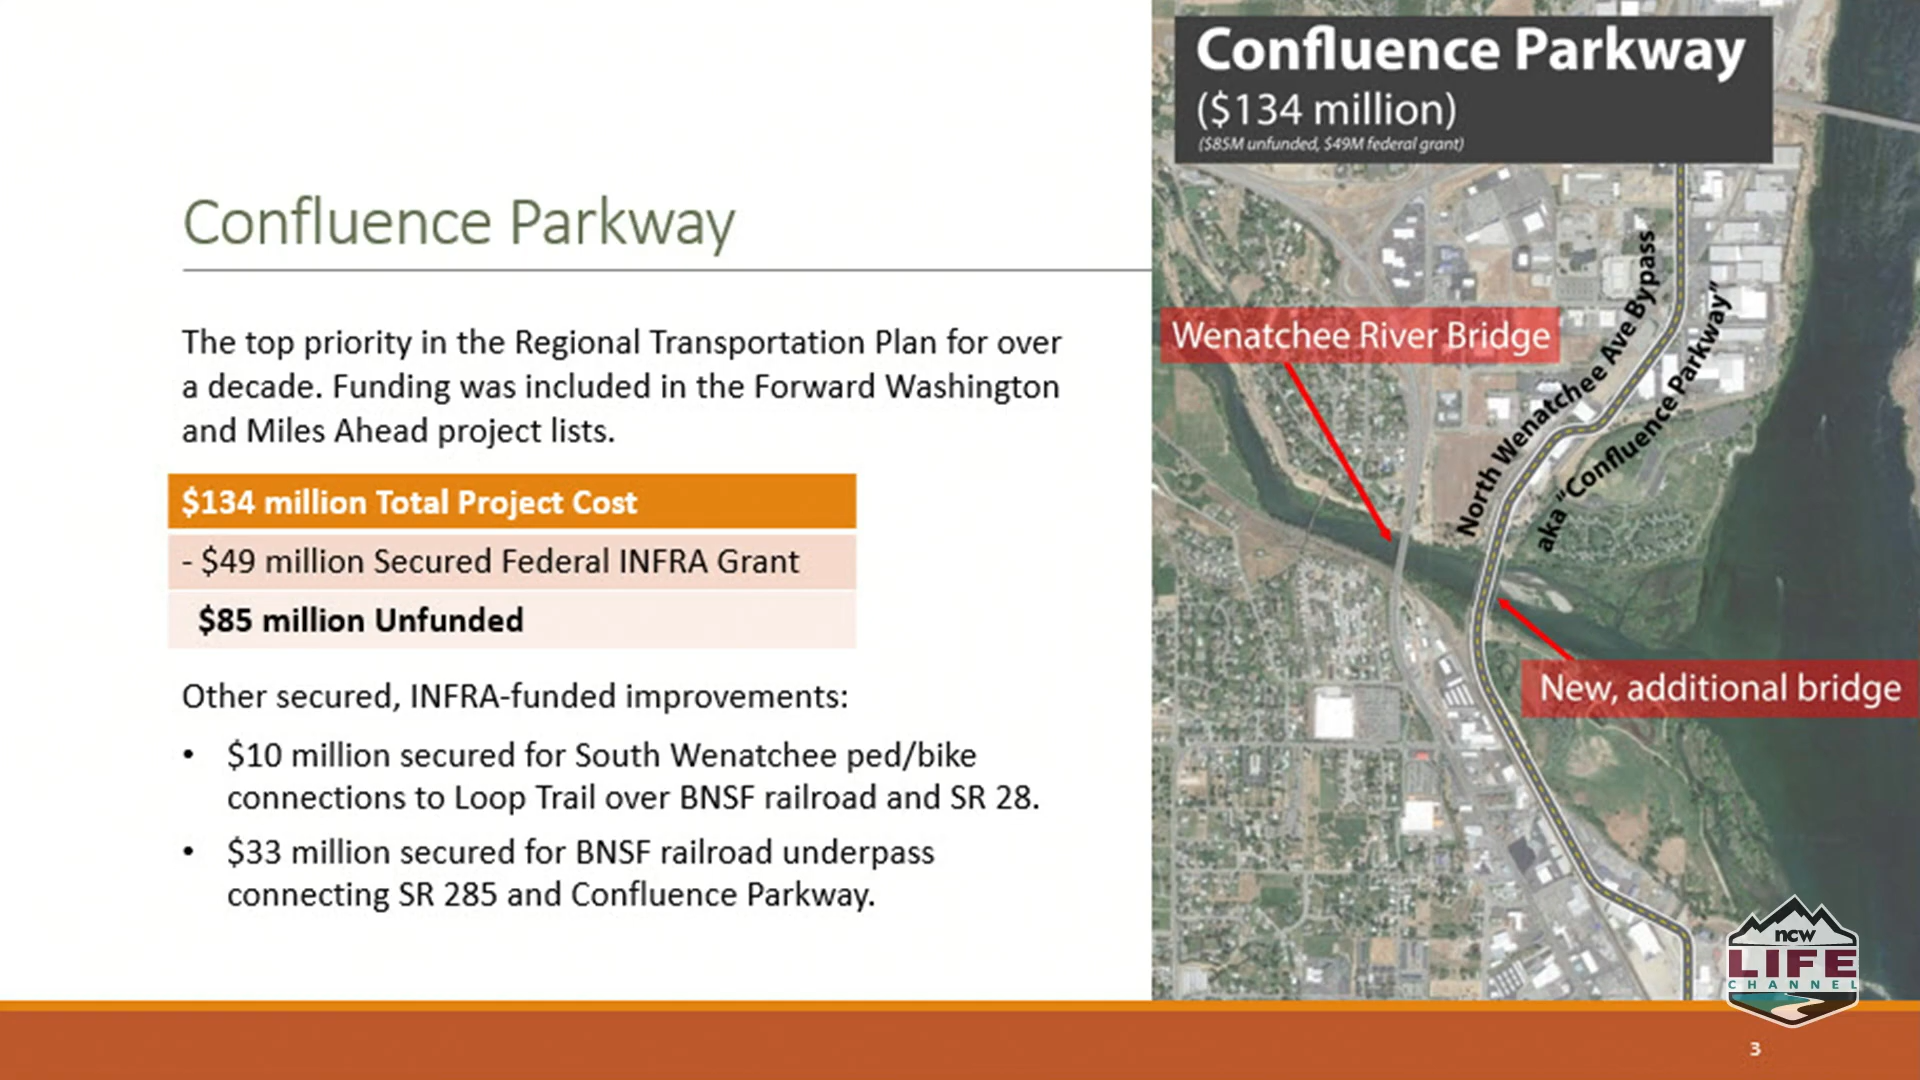 Confluence Parkway
The top priority in the Regional Transportation Plan for over
a decade. Funding was included in the Forward Washington
and Miles Ahead project lists.
$134 million Total Project Cost
- $49 million Secured Federal INFRA Grant
$85 million Unfunded
Other secured, INFRA-funded improvements:
• $10 million secured for South Wenatchee ped/bike
connections to Loop Trail over BNSF railroad and SR 28.
• $33 million secured for BNSF railroad underpass
connecting SR 285 and Confluence Parkway.
Confluence Parkway
($134 million)
($85M unfunded, $49M federal grant)
Wenatchee River Bridge
North Wenatchee Ave Bypass
aka "Confluence Parkway"
New, additional bridge
ncw
LIFE
CHANNEL
3